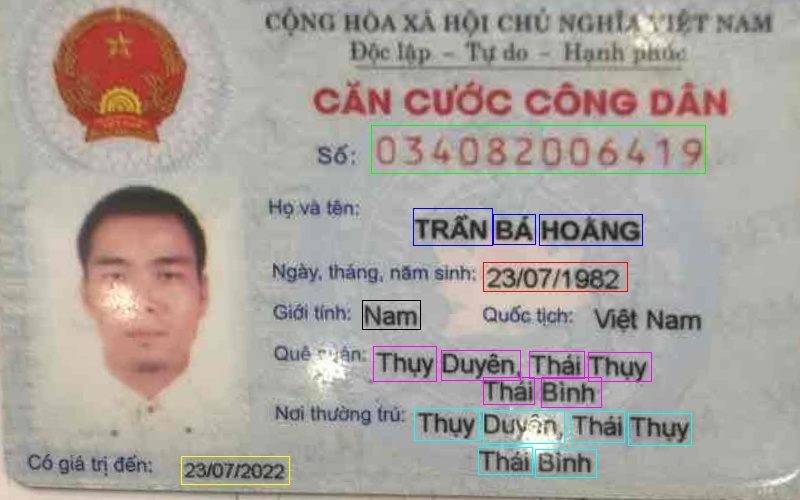 CỘNG HÒA XÃ HỘI CHỦ NGHĨA VIỆT NAM
Độc lập - Tự do - Hạnh phúc
CĂN CƯỚC CÔNG DÂN
Số: 034082006419
Họ và tên:
TRẦN BÁ HOÀNG
Ngày, tháng, năm sinh: 23/07/1982
Giới tính: Nam Quốc tịch: Việt Nam
Quê quán: Thụy Duyên, Thái Thụy
Thái Bình
Nơi thường trú: Thụy Duyên, Thái Thụy
Thái Bình
Có giá trị đến: 23/07/2022